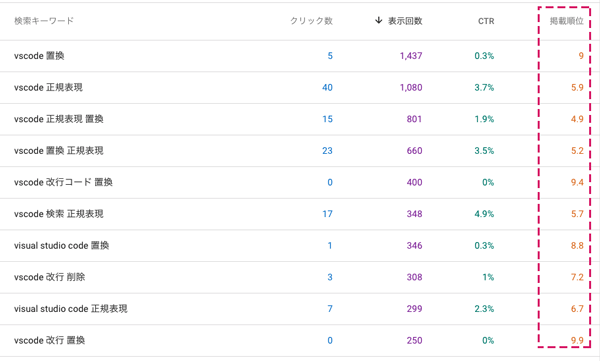 検索キーワード クリック数 ↓ 表示回数 CTR 掲載順位
vscode 置換 5 1,437 0.3% 9
vscode 正規表現 40 1,080 3.7% 5.9
vscode 正規表現 置換 15 801 1.9% 4.9
vscode 置換 正規表現 23 660 3.5% 5.2
vscode 改行コード 置換 0 400 0% 9.4
vscode 検索 正規表現 17 348 4.9% 5.7
visual studio code 置換 1 346 0.3% 8.8
vscode 改行 削除 3 308 1% 7.2
visual studio code 正規表現 7 299 2.3% 6.7
vscode 改行 置換 0 250 0% 9.9